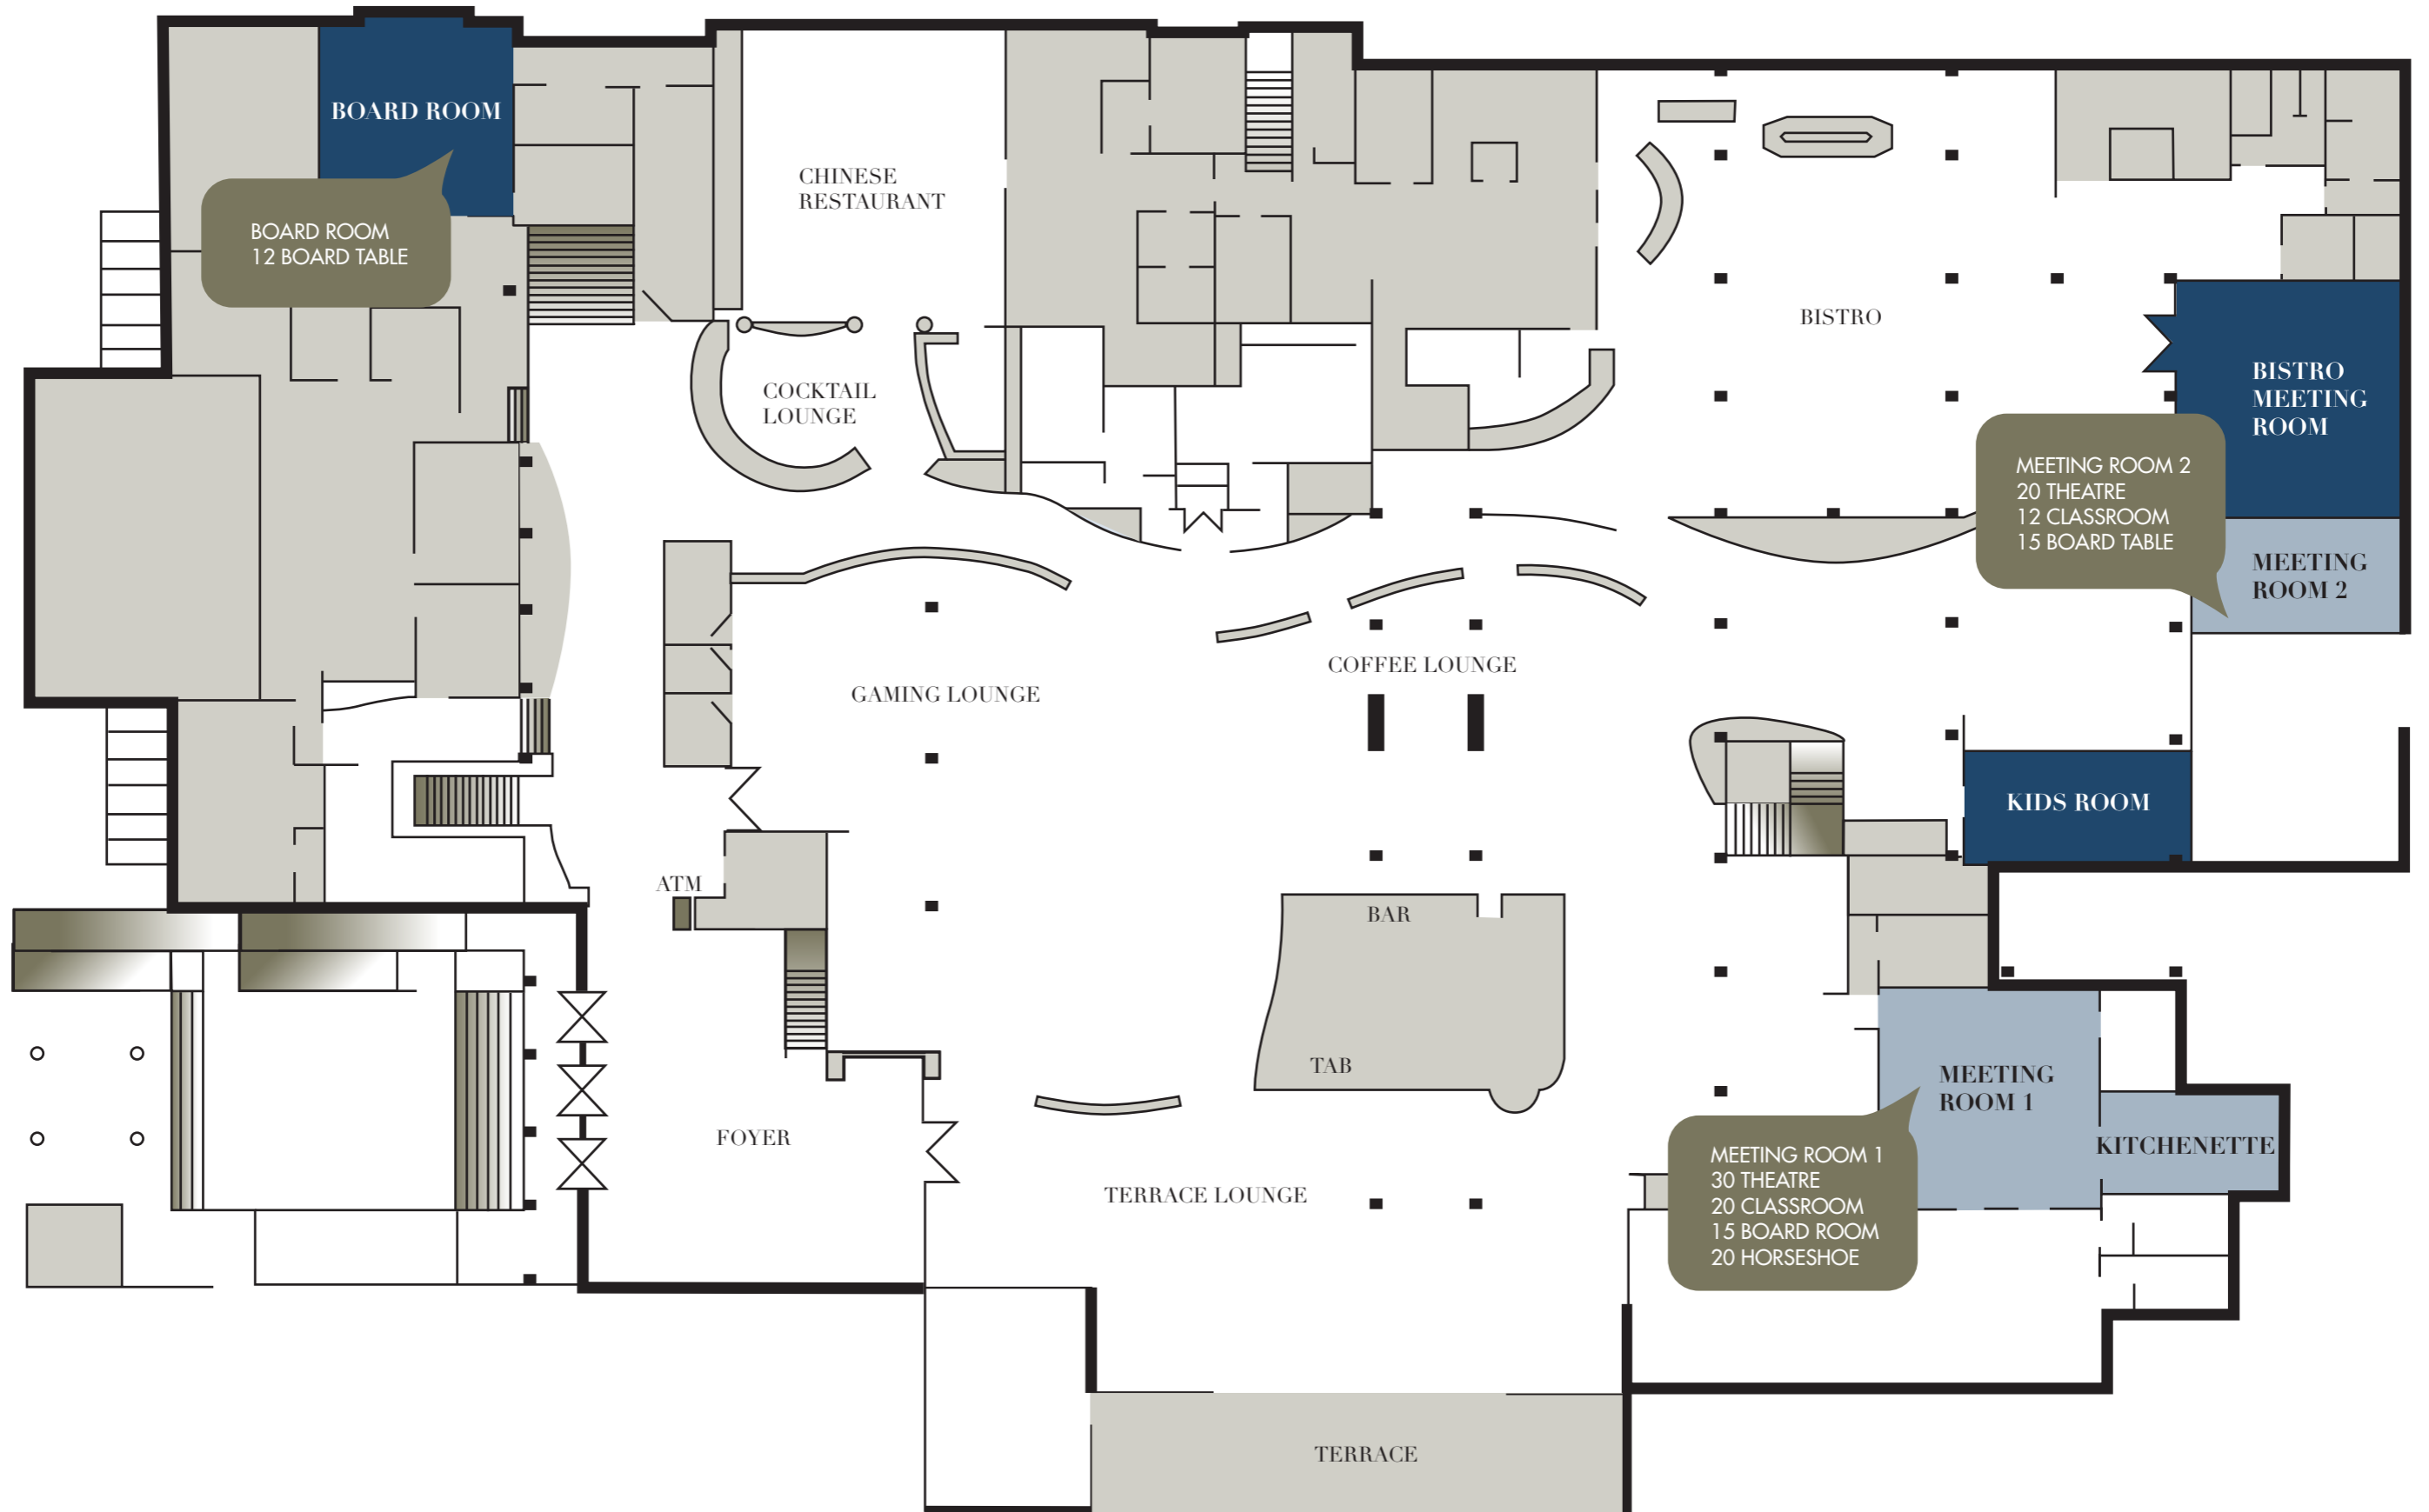 BOARD ROOM
BOARD ROOM
12 BOARD TABLE
CHINESE
RESTAURANT
COCKTAIL
LOUNGE
BISTRO
BISTRO
MEETING
ROOM
MEETING ROOM 2
20 THEATRE
12 CLASSROOM
15 BOARD TABLE
MEETING
ROOM 2
COFFEE LOUNGE
GAMING LOUNGE
KIDS ROOM
ATM
BAR
TAB
FOYER
TERRACE LOUNGE
MEETING
ROOM 1
KITCHENETTE
MEETING ROOM 1
30 THEATRE
20 CLASSROOM
15 BOARD ROOM
20 HORSESHOE
TERRACE